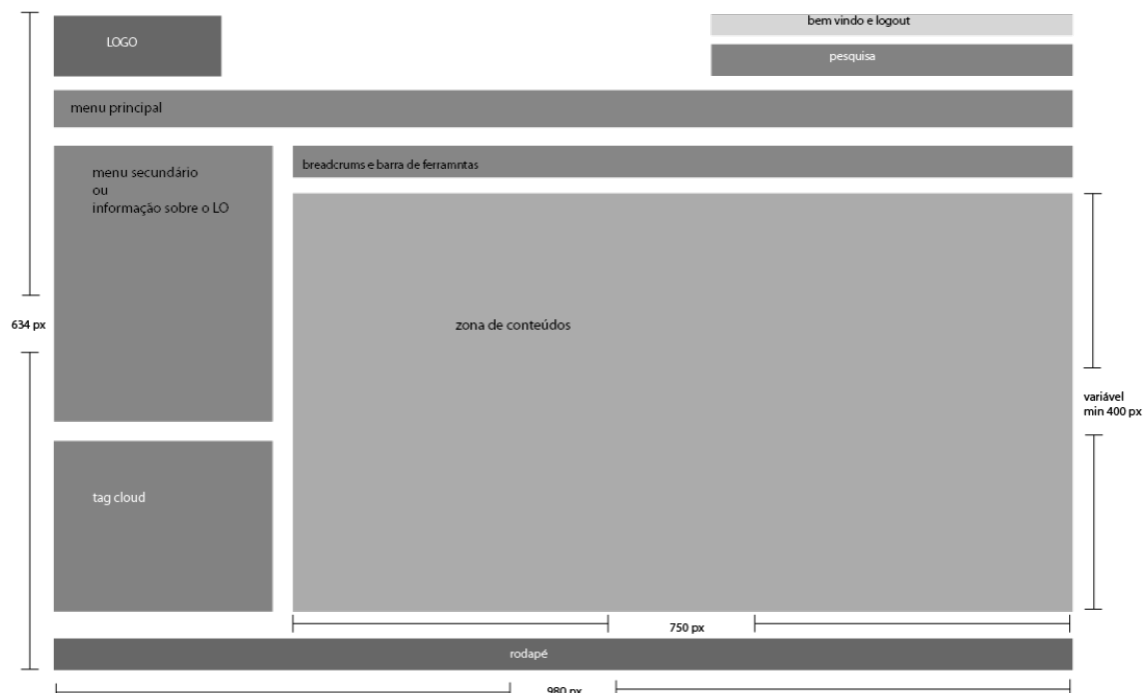 LOGO
bem vindo e logout
pesquisa
menu principal
menu secundário
ou
informação sobre o LO
breadcrums e barra de ferramntas
zona de conteúdos
634 px
variável
min 400 px
tag cloud
750 px
rodapé
980 px